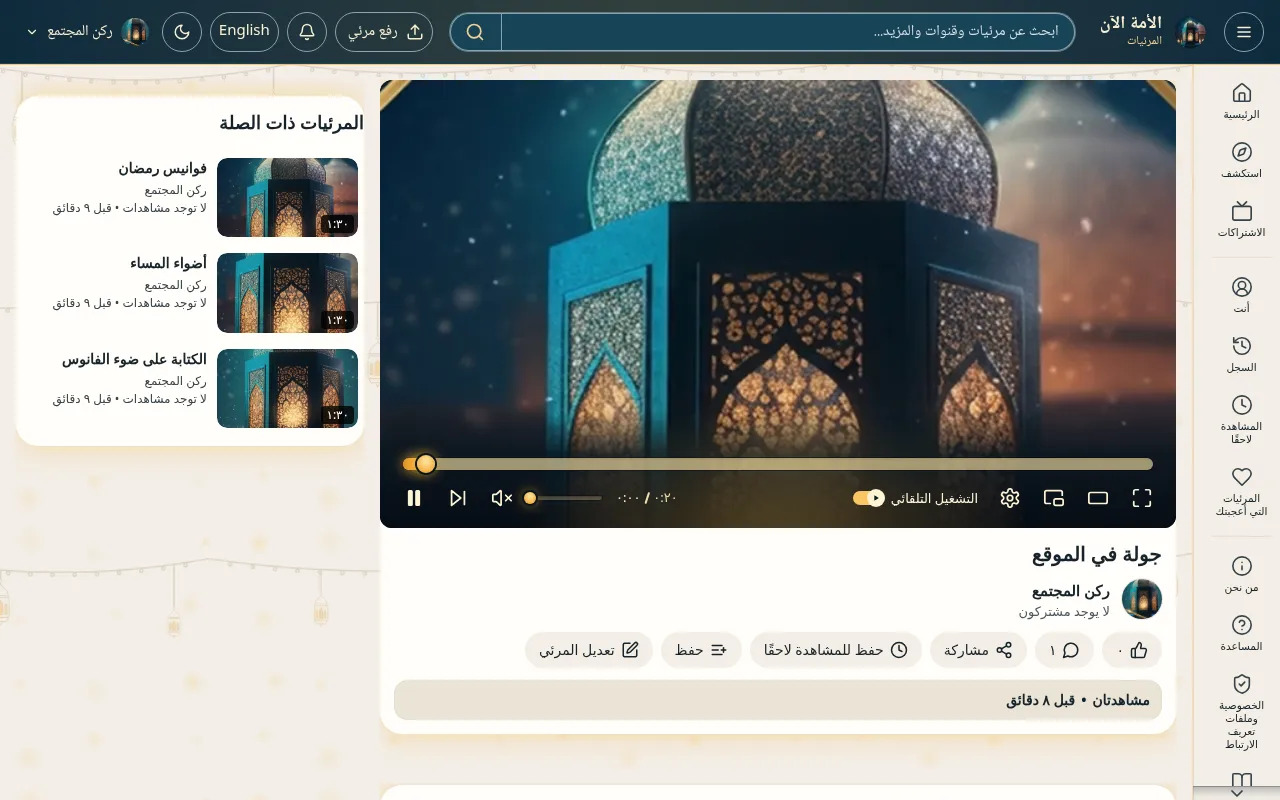 الأمة الآن
المرئيات
ابحث عن مرئيات وقنوات والمزيد...
رفع مرئي
English
ركن المجتمع
الرئيسية
استكشف
الاشتراكات
أنت
السجل
المشاهدة
لاحقًا
المرئيات
التي أعجبتك
من نحن
المساعدة
الخصوصية
وملفات
تعريف
الارتباط
التشغيل التلقائي
٠:٠٠ / ٠:٢٠
جولة في الموقع
ركن المجتمع
لا يوجد مشتركون
٠
١
مشاركة
حفظ للمشاهدة لاحقًا
حفظ
تعديل المرئي
مشاهدتان • قبل ٨ دقائق
المرئيات ذات الصلة
١:٣٠
فوانيس رمضان
ركن المجتمع
لا توجد مشاهدات • قبل ٩ دقائق
١:٣٠
أضواء المساء
ركن المجتمع
لا توجد مشاهدات • قبل ٩ دقائق
١:٣٠
الكتابة على ضوء الفانوس
ركن المجتمع
لا توجد مشاهدات • قبل ٩ دقائق